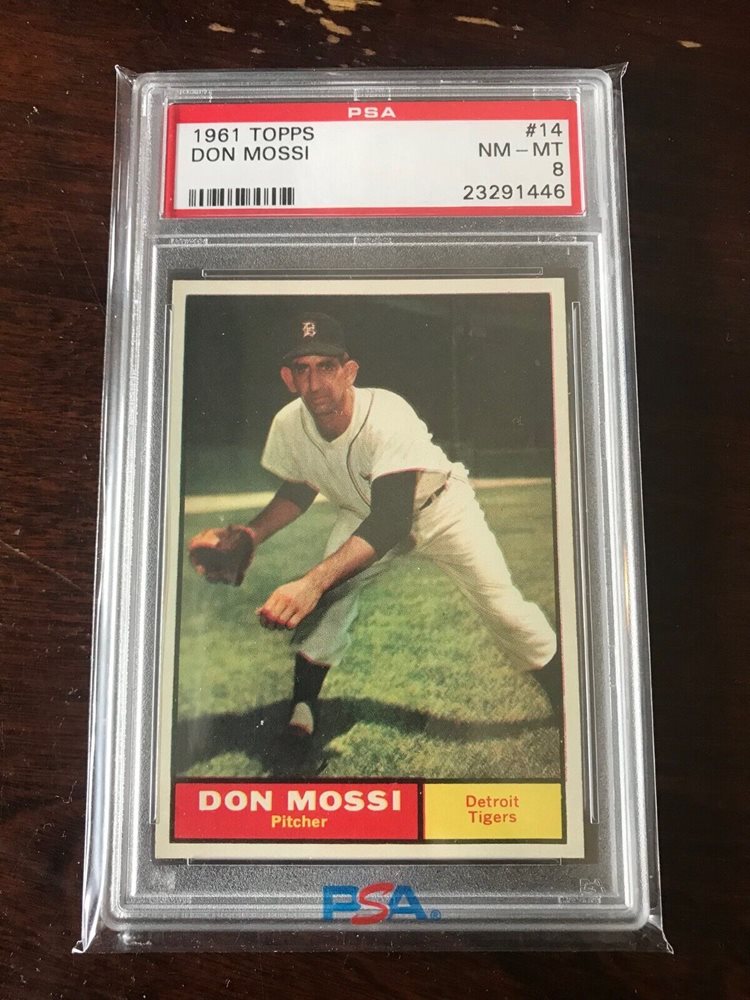 PSA
1961 TOPPS #14
DON MOSSI NM - MT
8
23291446
DON MOSSI
Pitcher
Detroit
Tigers
PSA®